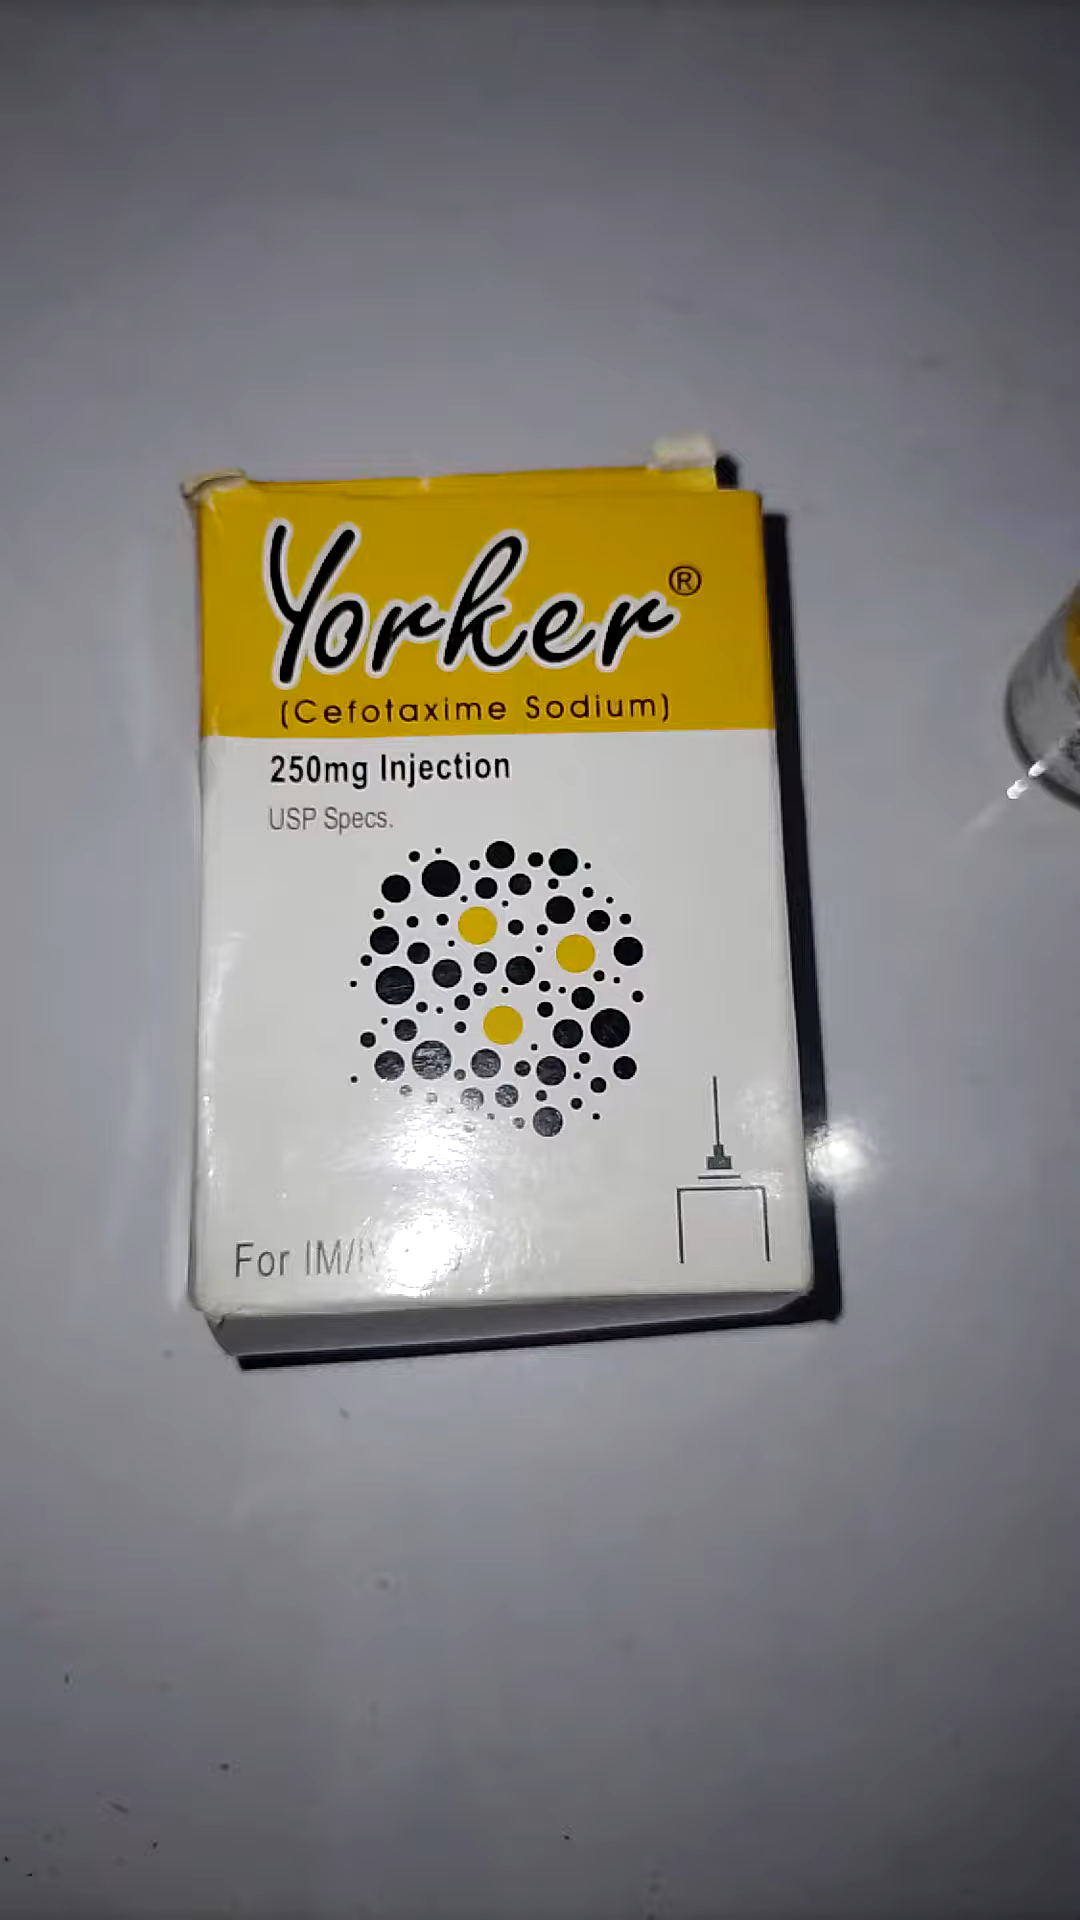 Yorker®
(Cefotaxime Sodium)
250mg Injection
USP Specs.
For IM/